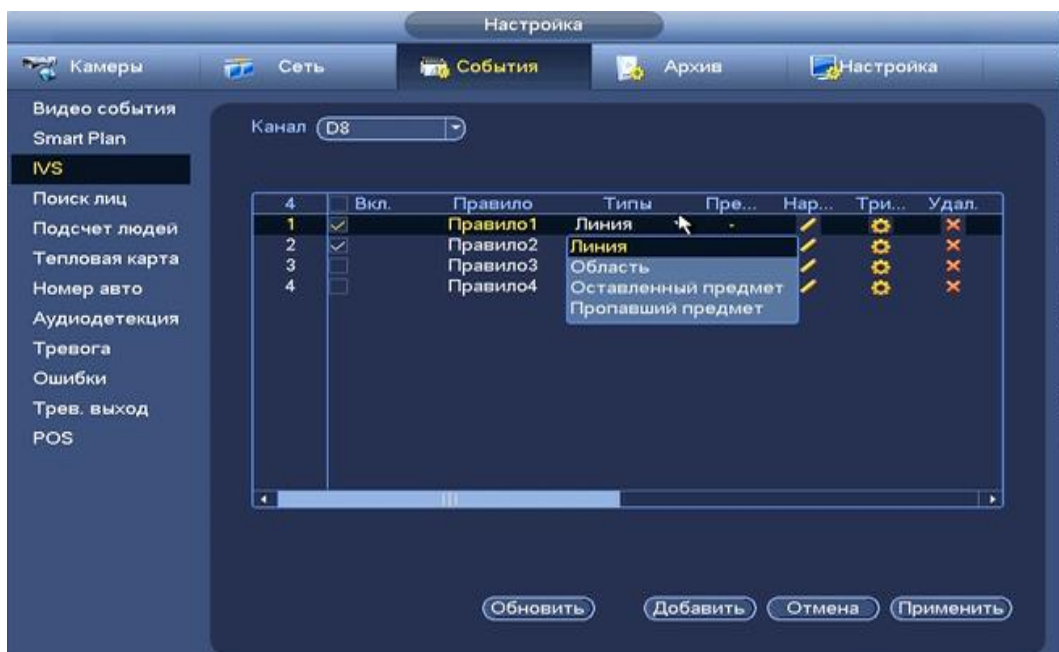 Настройка
Камеры Сеть События Архив Настройка
Видео события
Smart Plan
IVS
Поиск лиц
Подсчет людей
Тепловая карта
Номер авто
Аудиодетекция
Тревога
Ошибки
Трев. выход
POS
Канал D8
4 Вкл. Правило Типы Пре... Нар... Три... Удал.
1 Правило1 Линия -
2 Правило2 Линия
3 Правило3 Область
4 Правило4 Оставленный предмет
Пропавший предмет
Обновить Добавить Отмена Применить